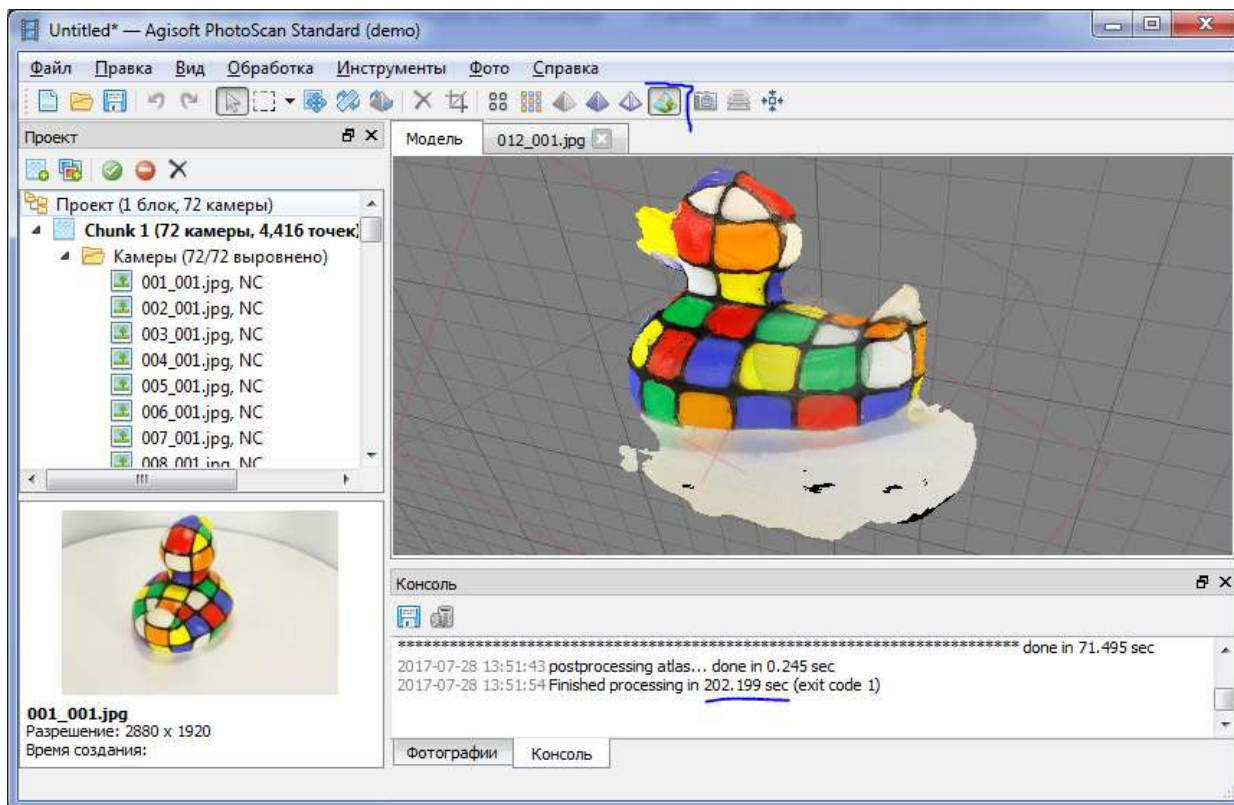 Untitled* — Agisoft PhotoScan Standard (demo)
Файл Правка Вид Обработка Инструменты Фото Справка
Проект
Модель 012_001.jpg
Проект (1 блок, 72 камеры)
Chunk 1 (72 камеры, 4,416 точек)
Камеры (72/72 выровнено)
001_001.jpg, NC
002_001.jpg, NC
003_001.jpg, NC
004_001.jpg, NC
005_001.jpg, NC
006_001.jpg, NC
007_001.jpg, NC
008_001.jpg, NC
001_001.jpg
Разрешение: 2880 x 1920
Время создания:
Консоль
******************************************************************************** done in 71.495 sec
2017-07-28 13:51:43 postprocessing atlas... done in 0.245 sec
2017-07-28 13:51:54 Finished processing in 202.199 sec (exit code 1)
Фотографии Консоль